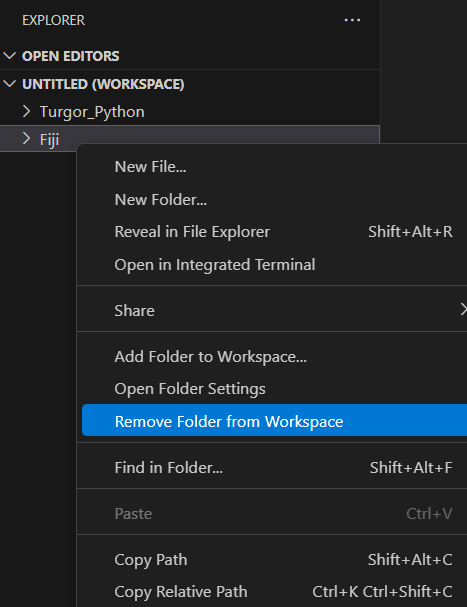 EXPLORER ...
OPEN EDITORS
UNTITLED (WORKSPACE)
Turgor_Python
Fiji
New File...
New Folder...
Reveal in File Explorer Shift+Alt+R
Open in Integrated Terminal
Share
Add Folder to Workspace...
Open Folder Settings
Remove Folder from Workspace
Find in Folder... Shift+Alt+F
Paste Ctrl+V
Copy Path Shift+Alt+C
Copy Relative Path Ctrl+K Ctrl+Shift+C